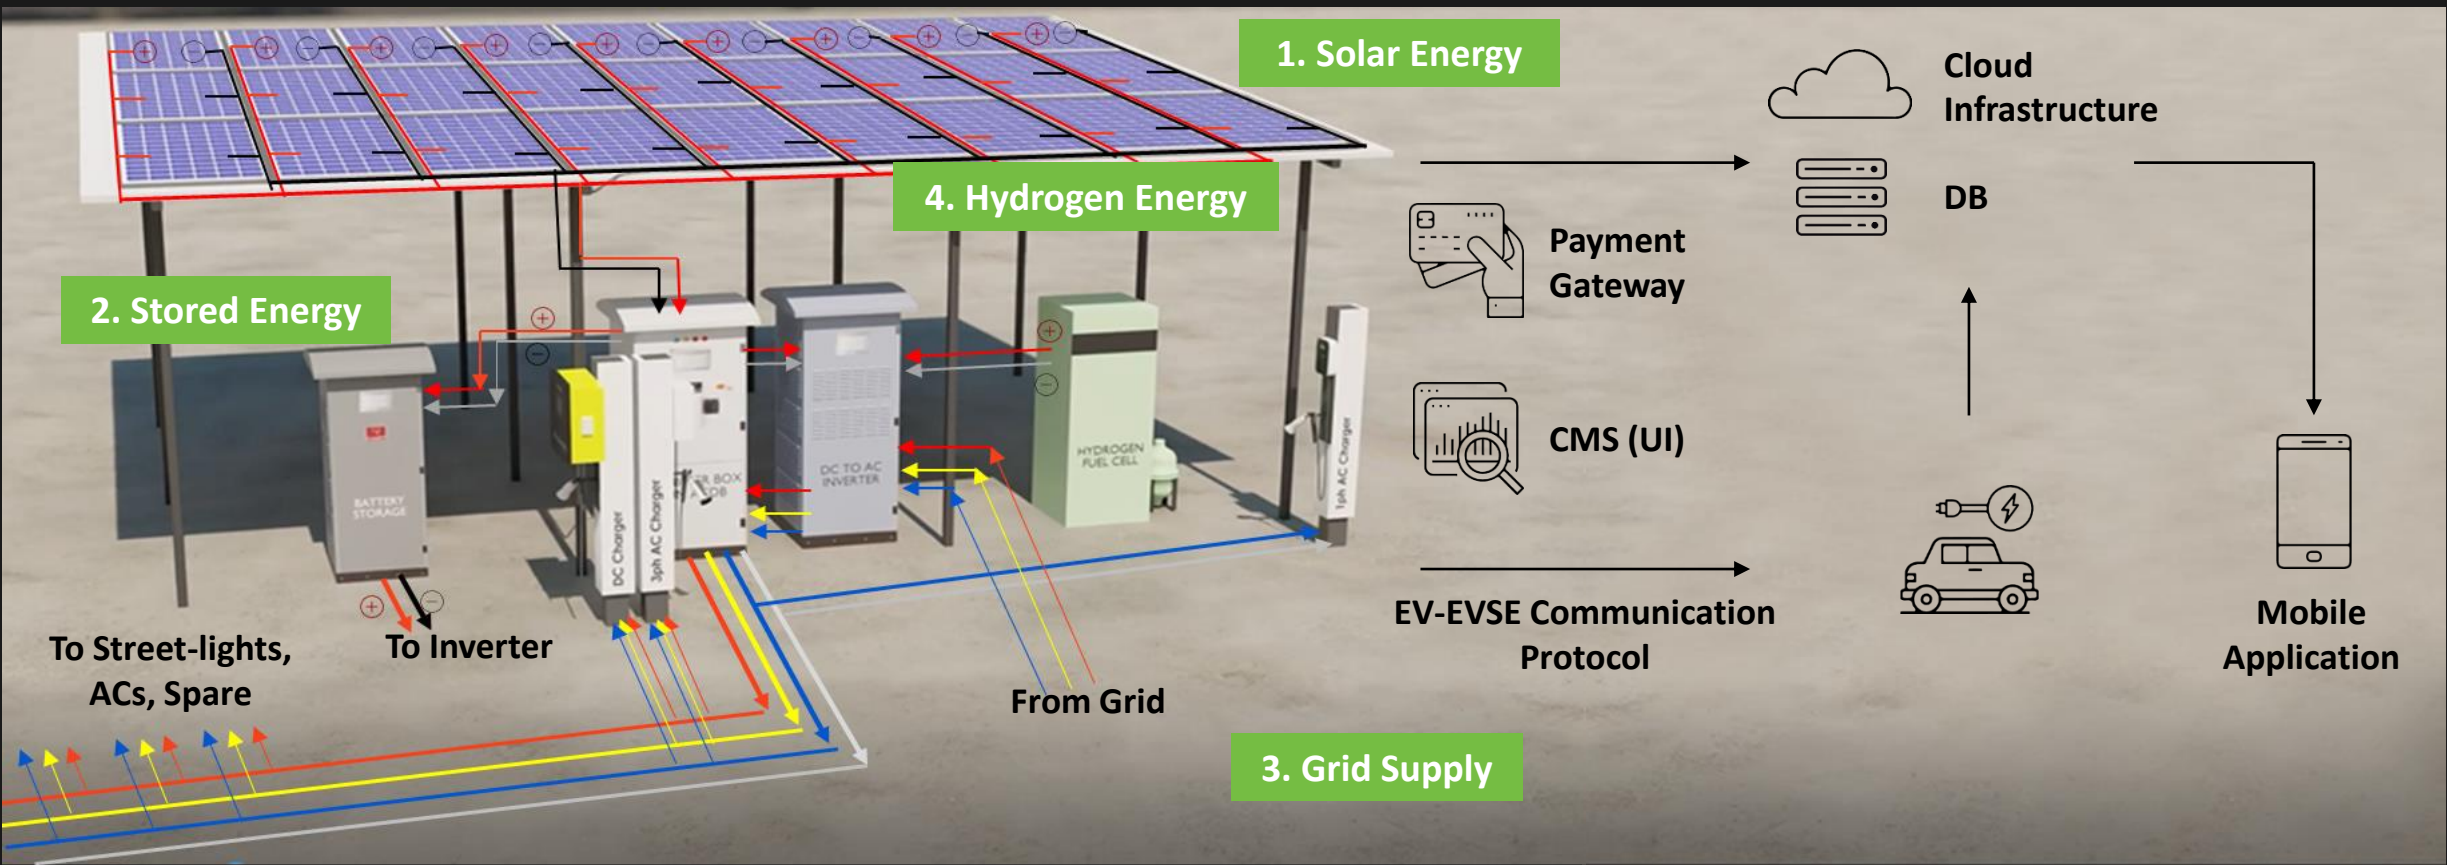 1. Solar Energy
Cloud
Infrastructure
4. Hydrogen Energy
DB
Payment
Gateway
2. Stored Energy
CMS (UI)
1ph AC Charger
HYDROGEN
FUEL CELL
DC TO AC
INVERTER
BOX
BATTERY
STORAGE
DC Charger
3ph AC Charger
EV-EVSE Communication
Protocol
Mobile
Application
To Street-lights,
ACs, Spare
To Inverter
From Grid
3. Grid Supply